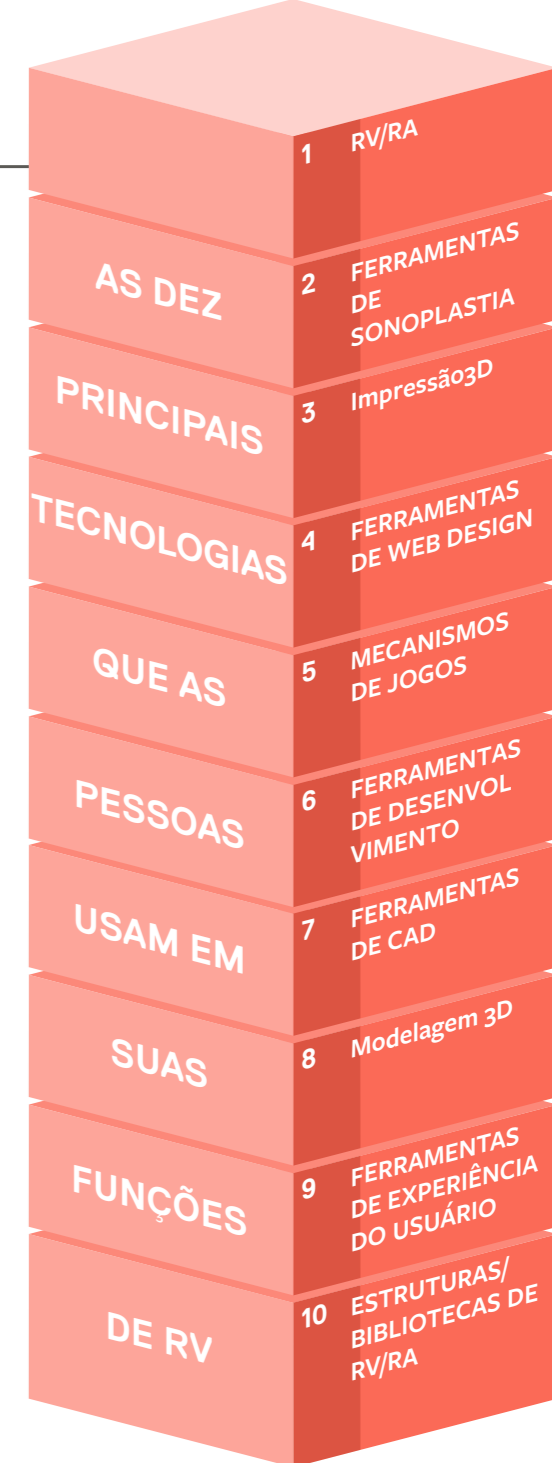 AS DEZ
PRINCIPAIS
TECNOLOGIAS
QUE AS
PESSOAS
USAM EM
SUAS
FUNÇÕES
DE RV
1 RV/RA
2 FERRAMENTAS
DE
SONOPLASTIA
3 Impressão3D
4 FERRAMENTAS
DE WEB DESIGN
5 MECANISMOS
DE JOGOS
6 FERRAMENTAS
DE DESENVOL
VIMENTO
7 FERRAMENTAS
DE CAD
8 Modelagem 3D
9 FERRAMENTAS
DE EXPERIÊNCIA
DO USUÁRIO
10 ESTRUTURAS/
BIBLIOTECAS DE
RV/RA